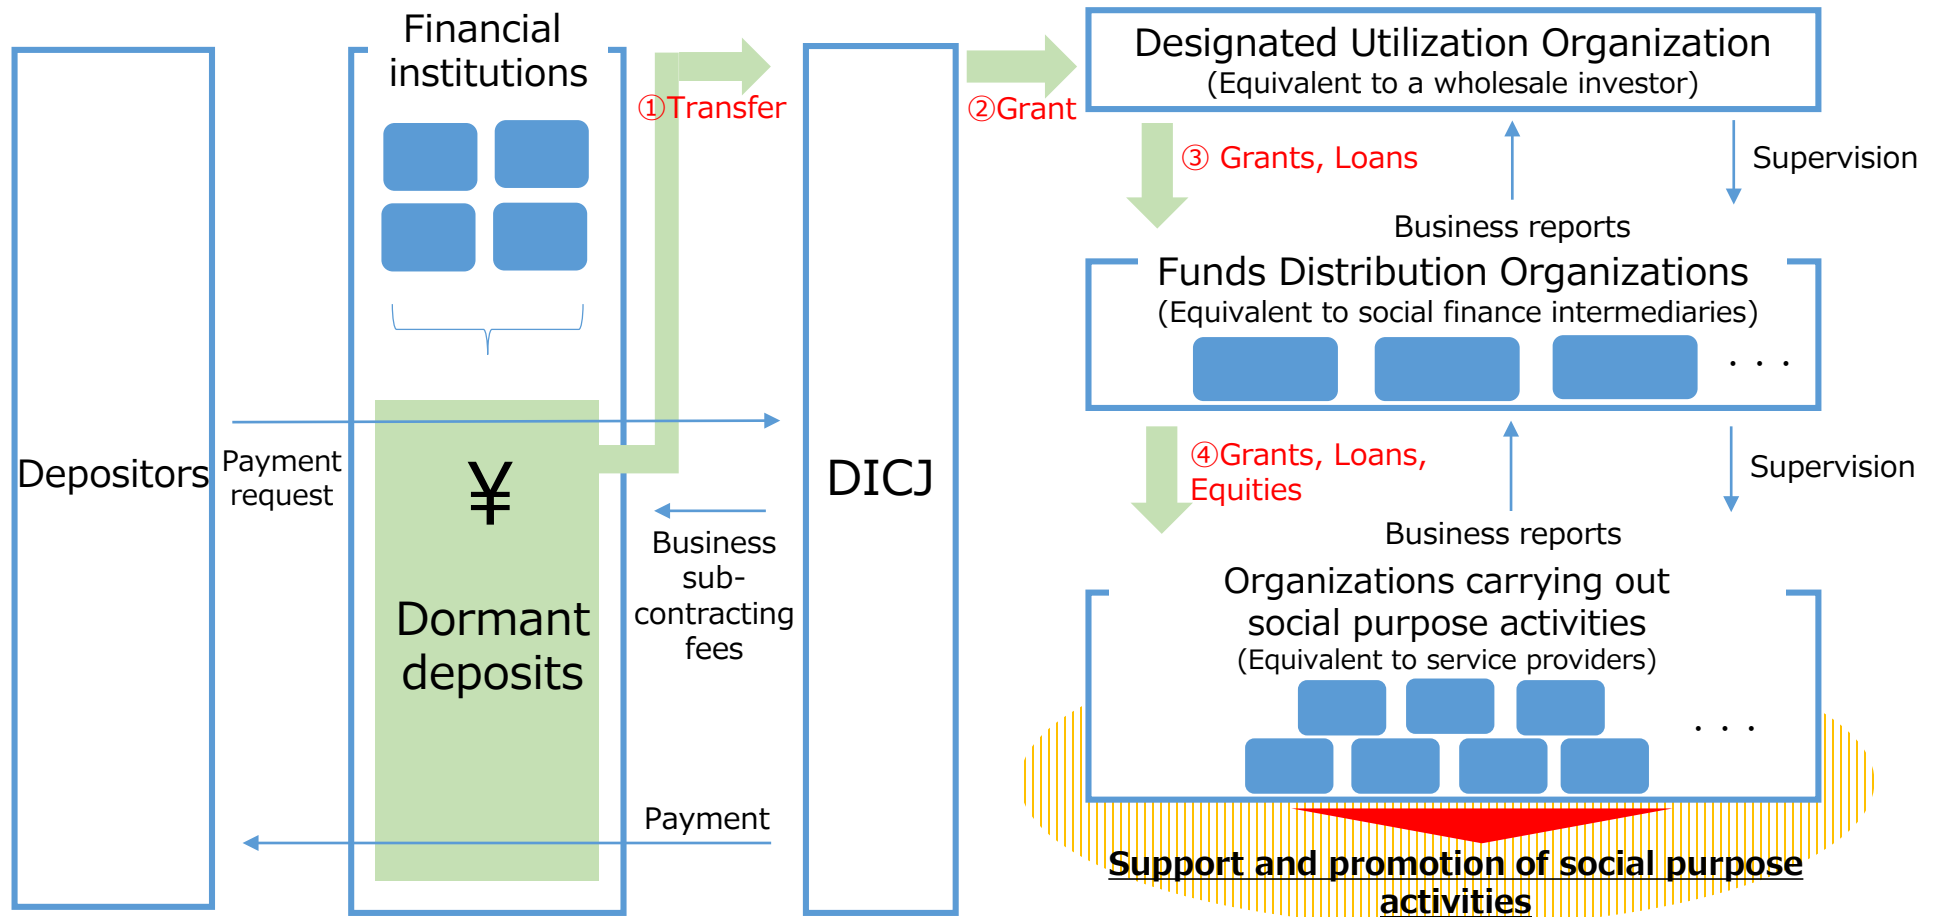 Depositors
Payment
request
Financial
institutions
¥
Dormant
deposits
①Transfer
Business
sub-
contracting
fees
Payment
DICJ
②Grant
Designated Utilization Organization
(Equivalent to a wholesale investor)
③ Grants, Loans
Supervision
Business reports
Funds Distribution Organizations
(Equivalent to social finance intermediaries)
・・・
④Grants, Loans,
Equities
Supervision
Business reports
Organizations carrying out
social purpose activities
(Equivalent to service providers)
・・・
Support and promotion of social purpose
activities